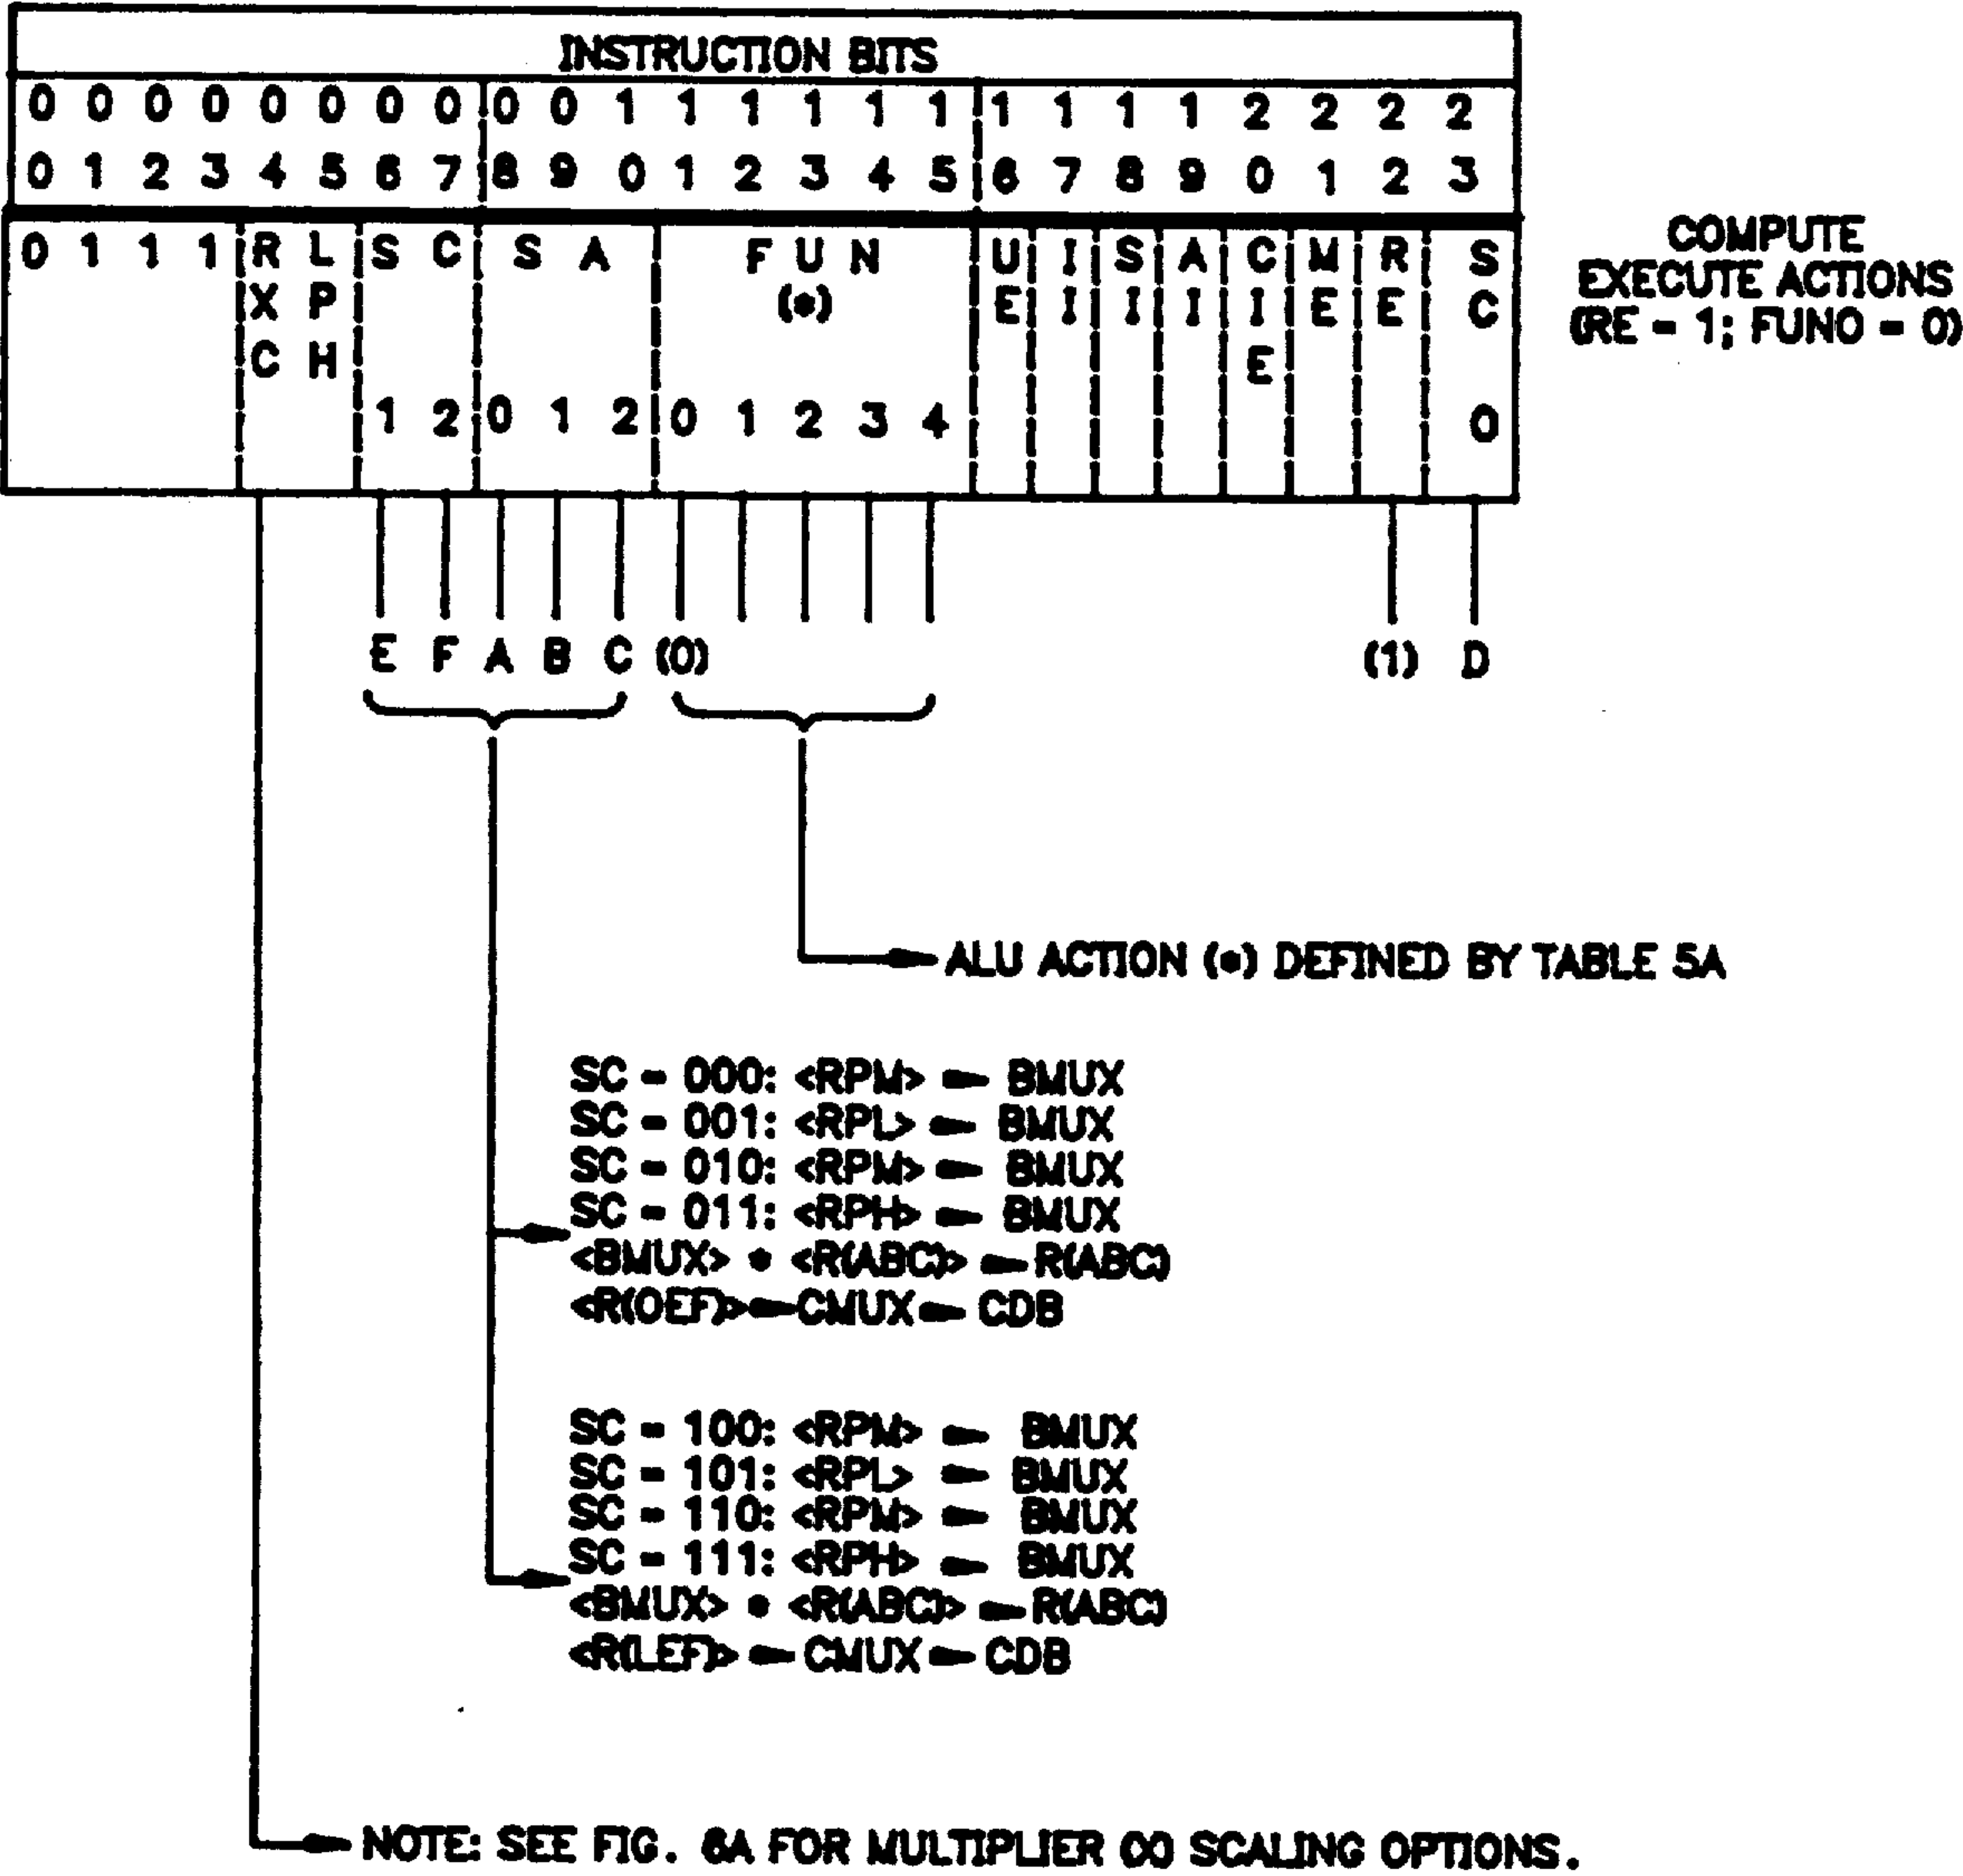 INSTRUCTION BITS
0 0 0 0 0 0 0 0 0 0 1 1 1 1 1 1 1 1 1 1 2 2 2 2
0 1 2 3 4 5 6 7 8 9 0 1 2 3 4 5 6 7 8 9 0 1 2 3
0 1 1 1 R L S C S A F U N U I S A C M R S
X P (•) E I I I I E E C
C H E
1 2 0 1 2 0 1 2 3 4 0
COMPUTE
EXECUTE ACTIONS
(RE = 1; FUNO = 0)
E F A B C (0) (1) D
ALU ACTION (•) DEFINED BY TABLE 5A
SC = 000: <RPM> → BMUX
SC = 001: <RPL> → BMUX
SC = 010: <RPM> → BMUX
SC = 011: <RPH> → BMUX
<BMUX> • <R(ABC)> → R(ABC)
<R(OEF)> → CMUX → CDB
SC = 100: <RPM> → BMUX
SC = 101: <RPL> → BMUX
SC = 110: <RPM> → BMUX
SC = 111: <RPH> → BMUX
<BMUX> • <R(ABC)> → R(ABC)
<R(LEF)> → CMUX → CDB
NOTE: SEE FIG. 6A FOR MULTIPLIER SCALING OPTIONS.